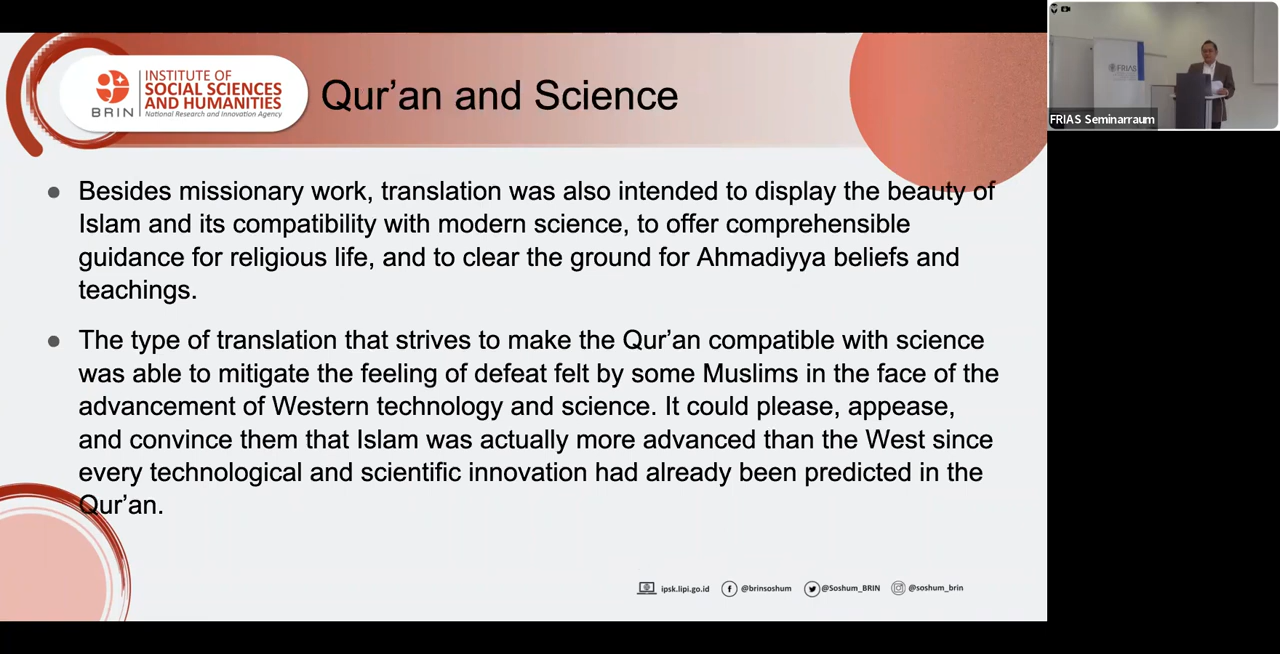 BRIN
INSTITUTE OF
SOCIAL SCIENCES
AND HUMANITIES
National Research and Innovation Agency
Qur’an and Science
FRIAS
FRIAS Seminarraum
Besides missionary work, translation was also intended to display the beauty of
Islam and its compatibility with modern science, to offer comprehensible
guidance for religious life, and to clear the ground for Ahmadiyya beliefs and
teachings.
The type of translation that strives to make the Qur’an compatible with science
was able to mitigate the feeling of defeat felt by some Muslims in the face of the
advancement of Western technology and science. It could please, appease,
and convince them that Islam was actually more advanced than the West since
every technological and scientific innovation had already been predicted in the
Qur’an.
ipsk.lipi.go.id @brinsoshum @Soshum_BRIN @soshum_brin